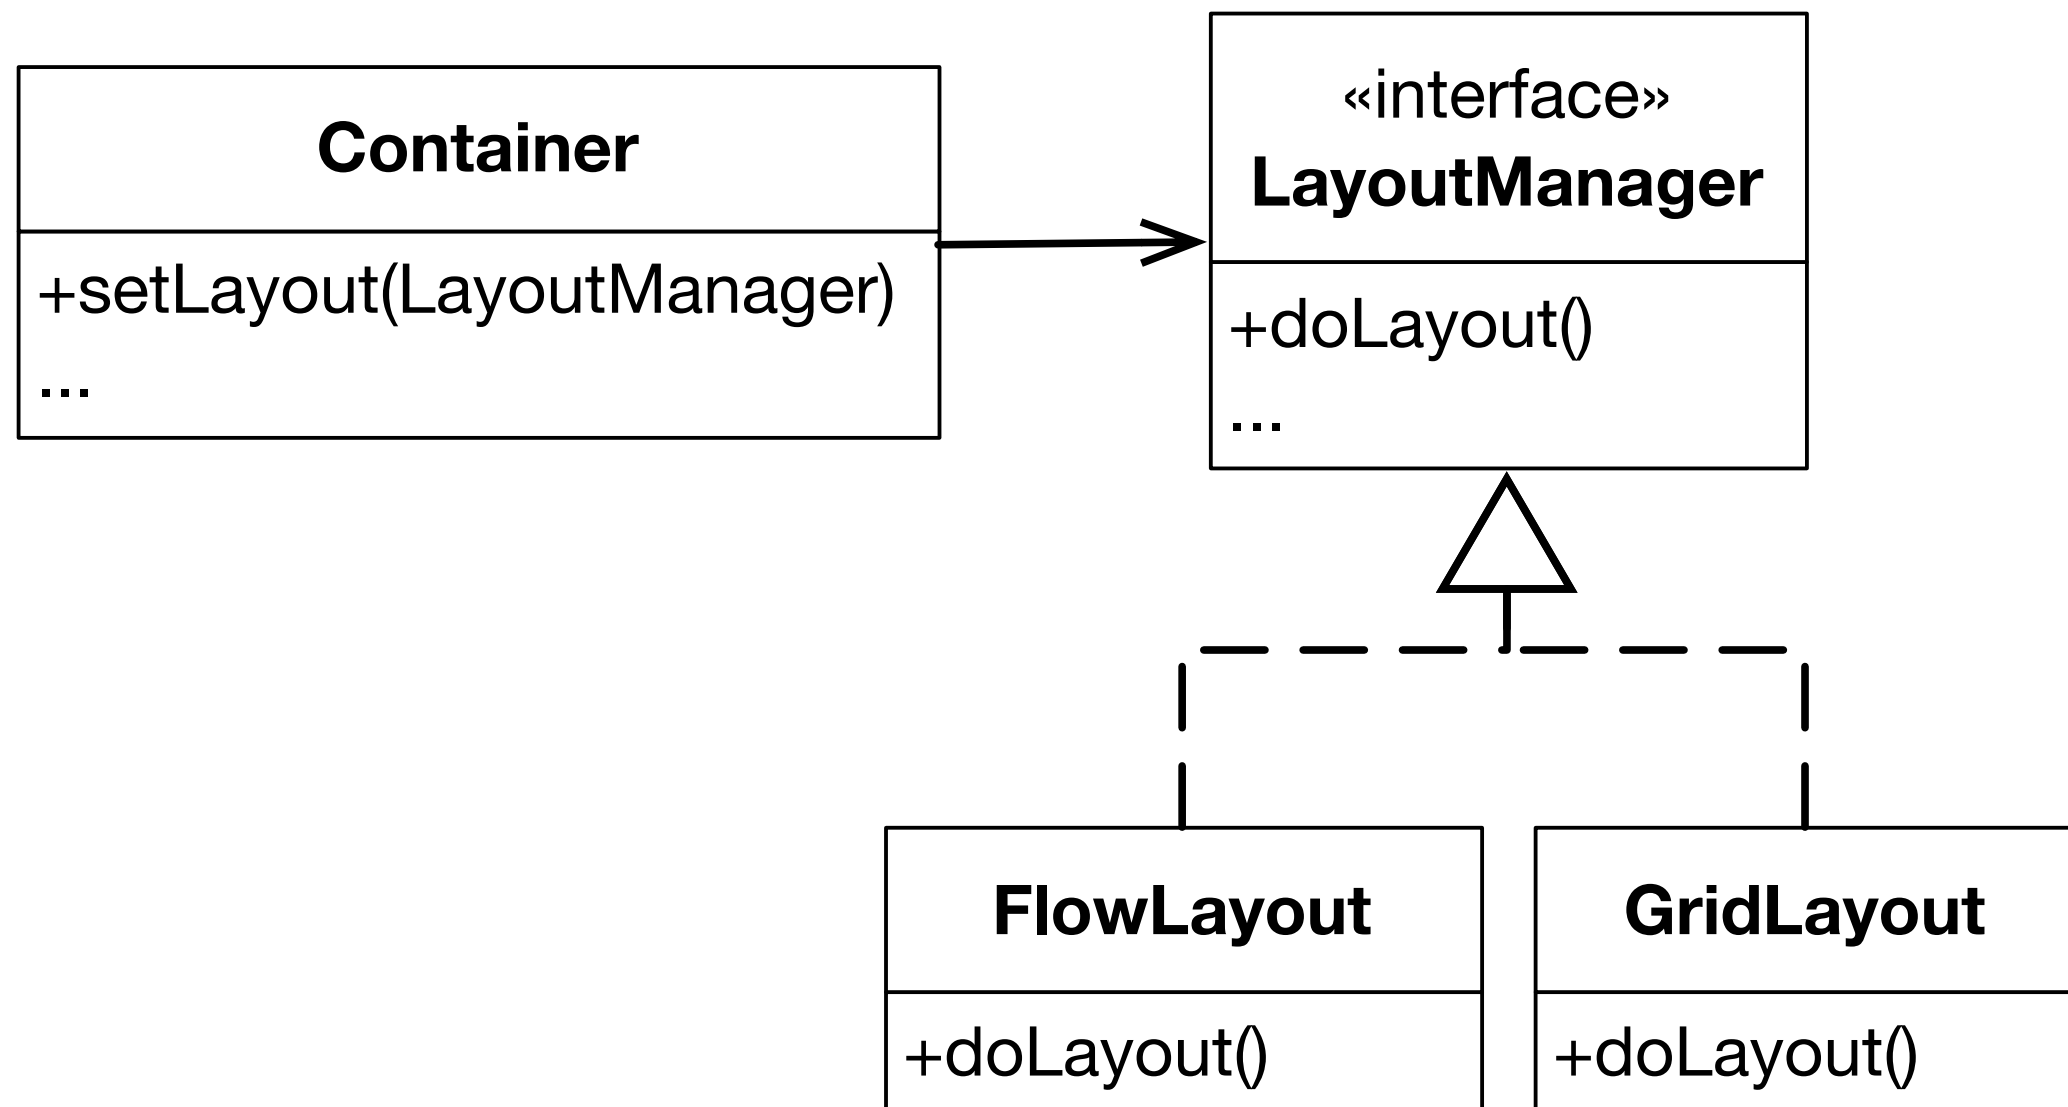 Container
+setLayout(LayoutManager)
...
«interface»
LayoutManager
+doLayout()
...
FlowLayout
+doLayout()
GridLayout
+doLayout()